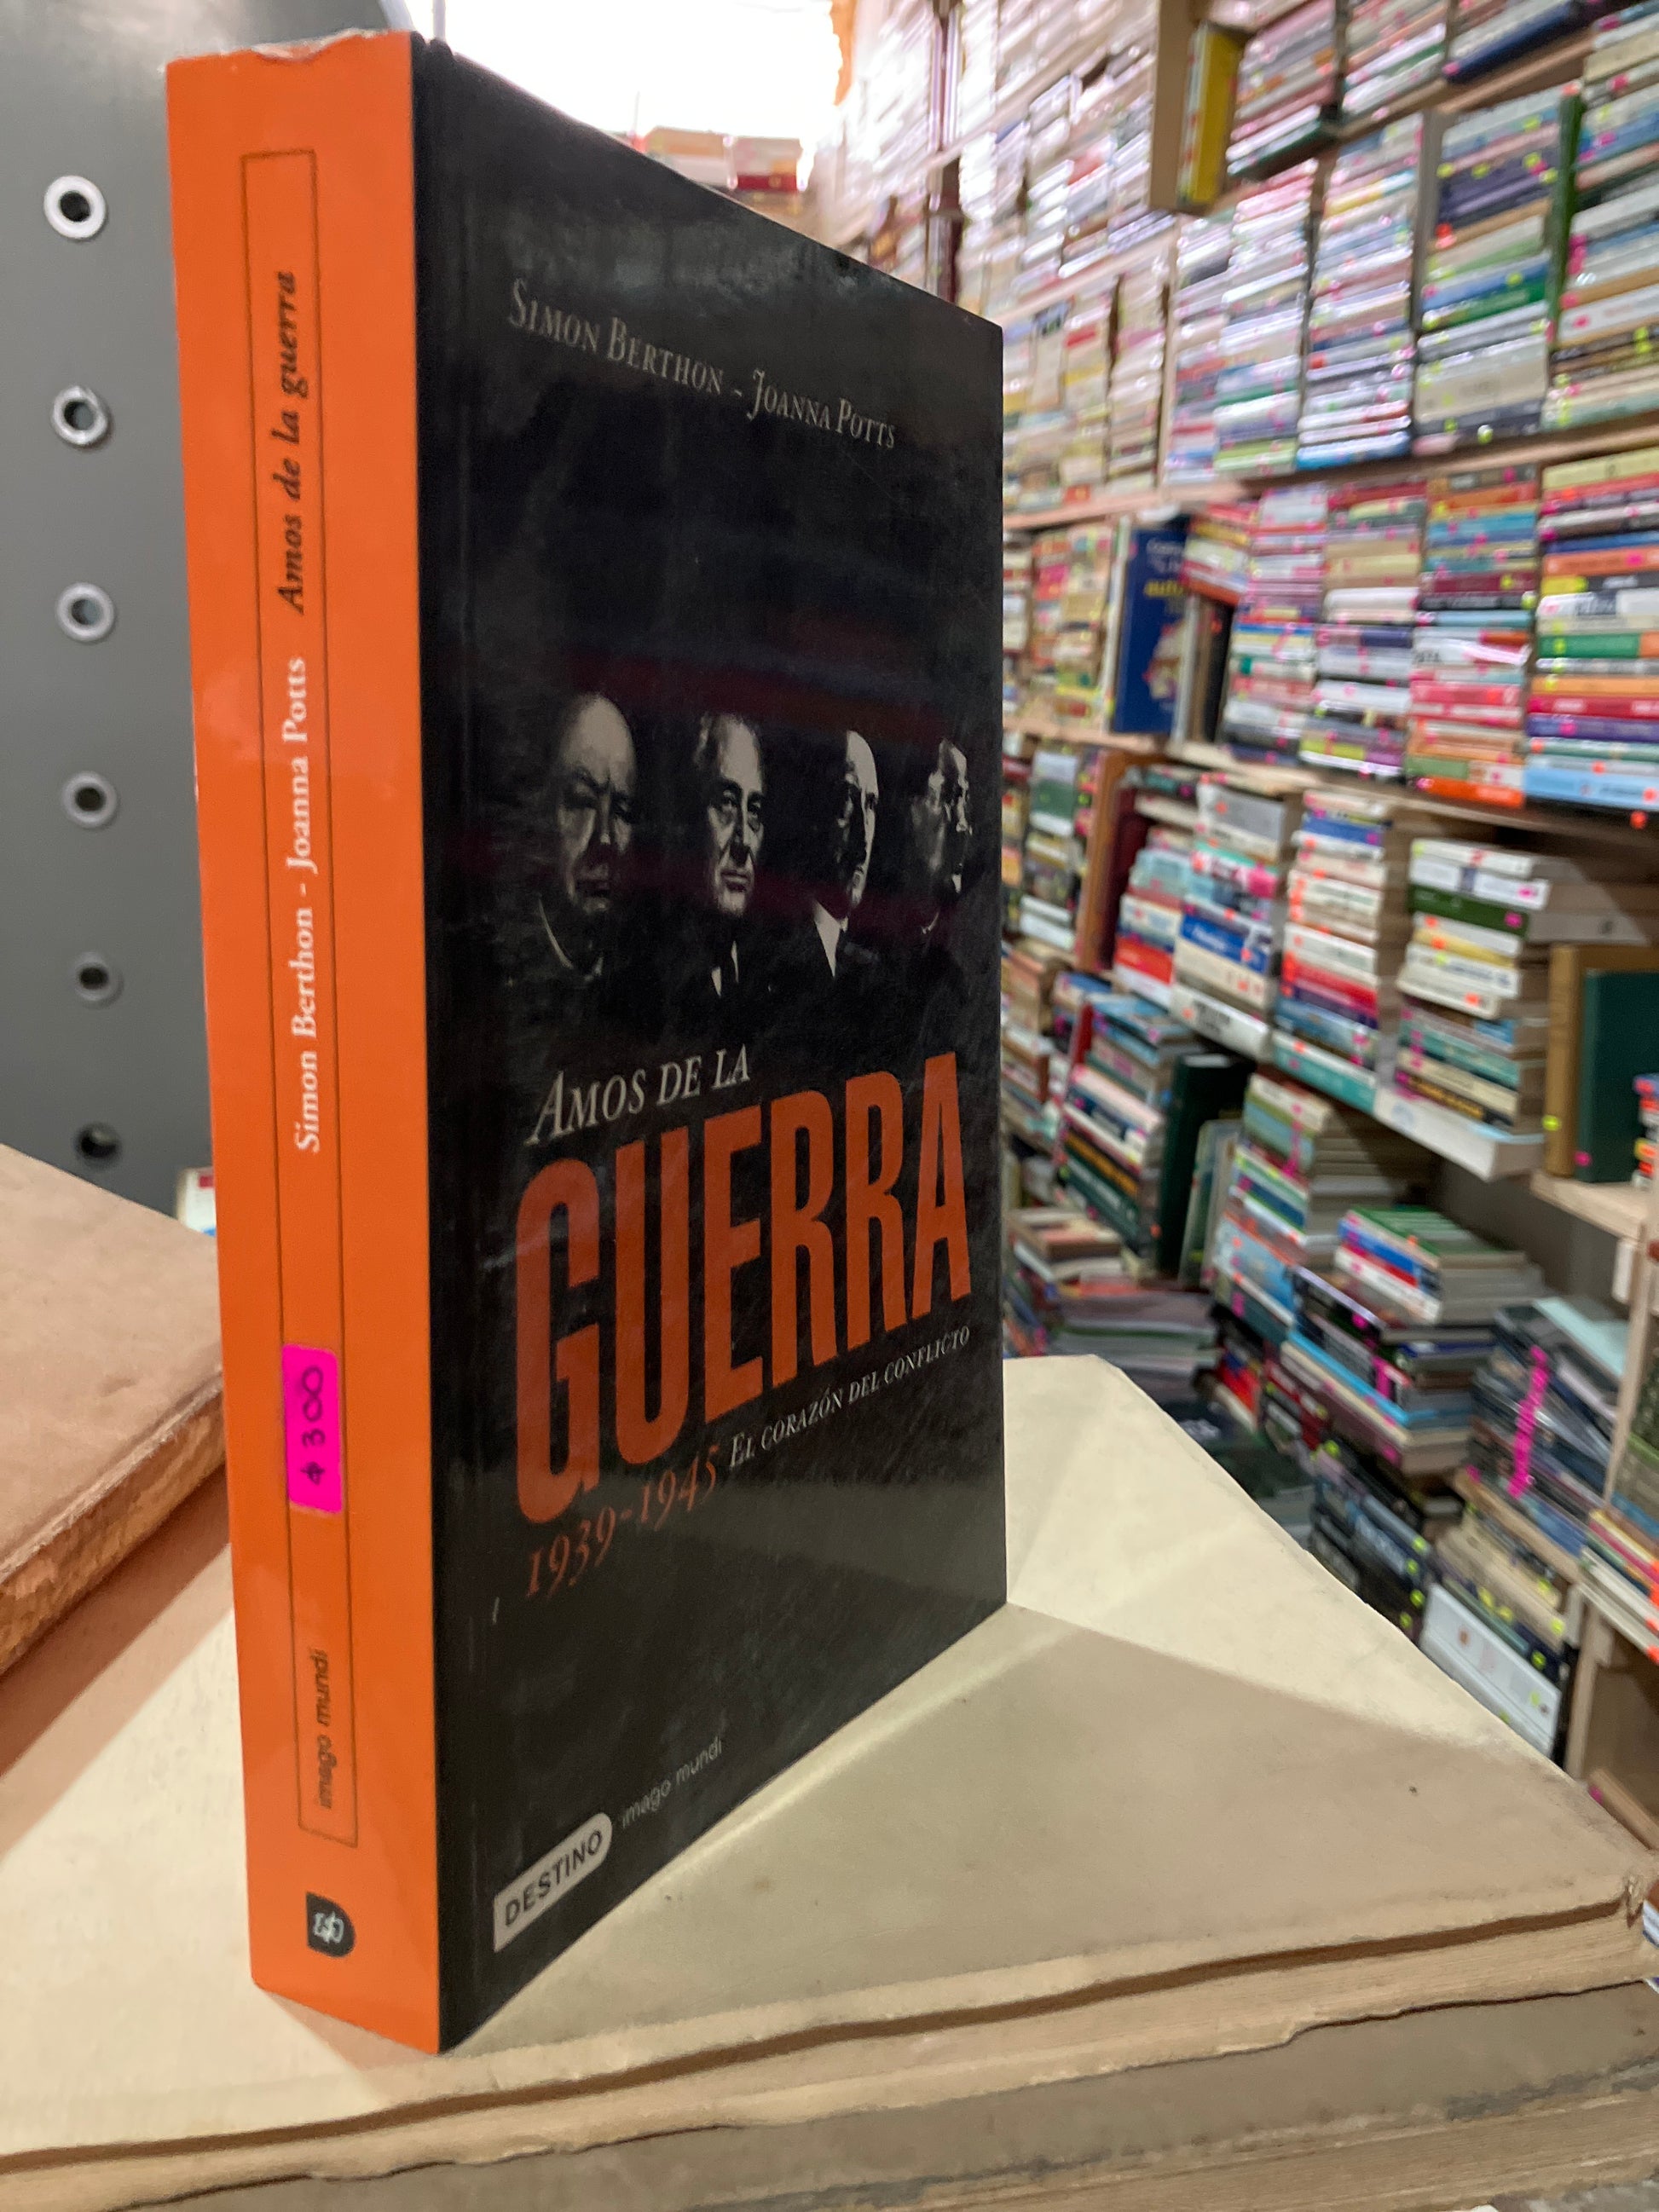 Simon Berthon - Joanna Potts Amos de la guerra
$ 300
imago mundi
SIMON BERTHON - JOANNA POTTS
AMOS DE LA
GUERRA
1939-1945 EL CORAZÓN DEL CONFLICTO
DESTINO imago mundi